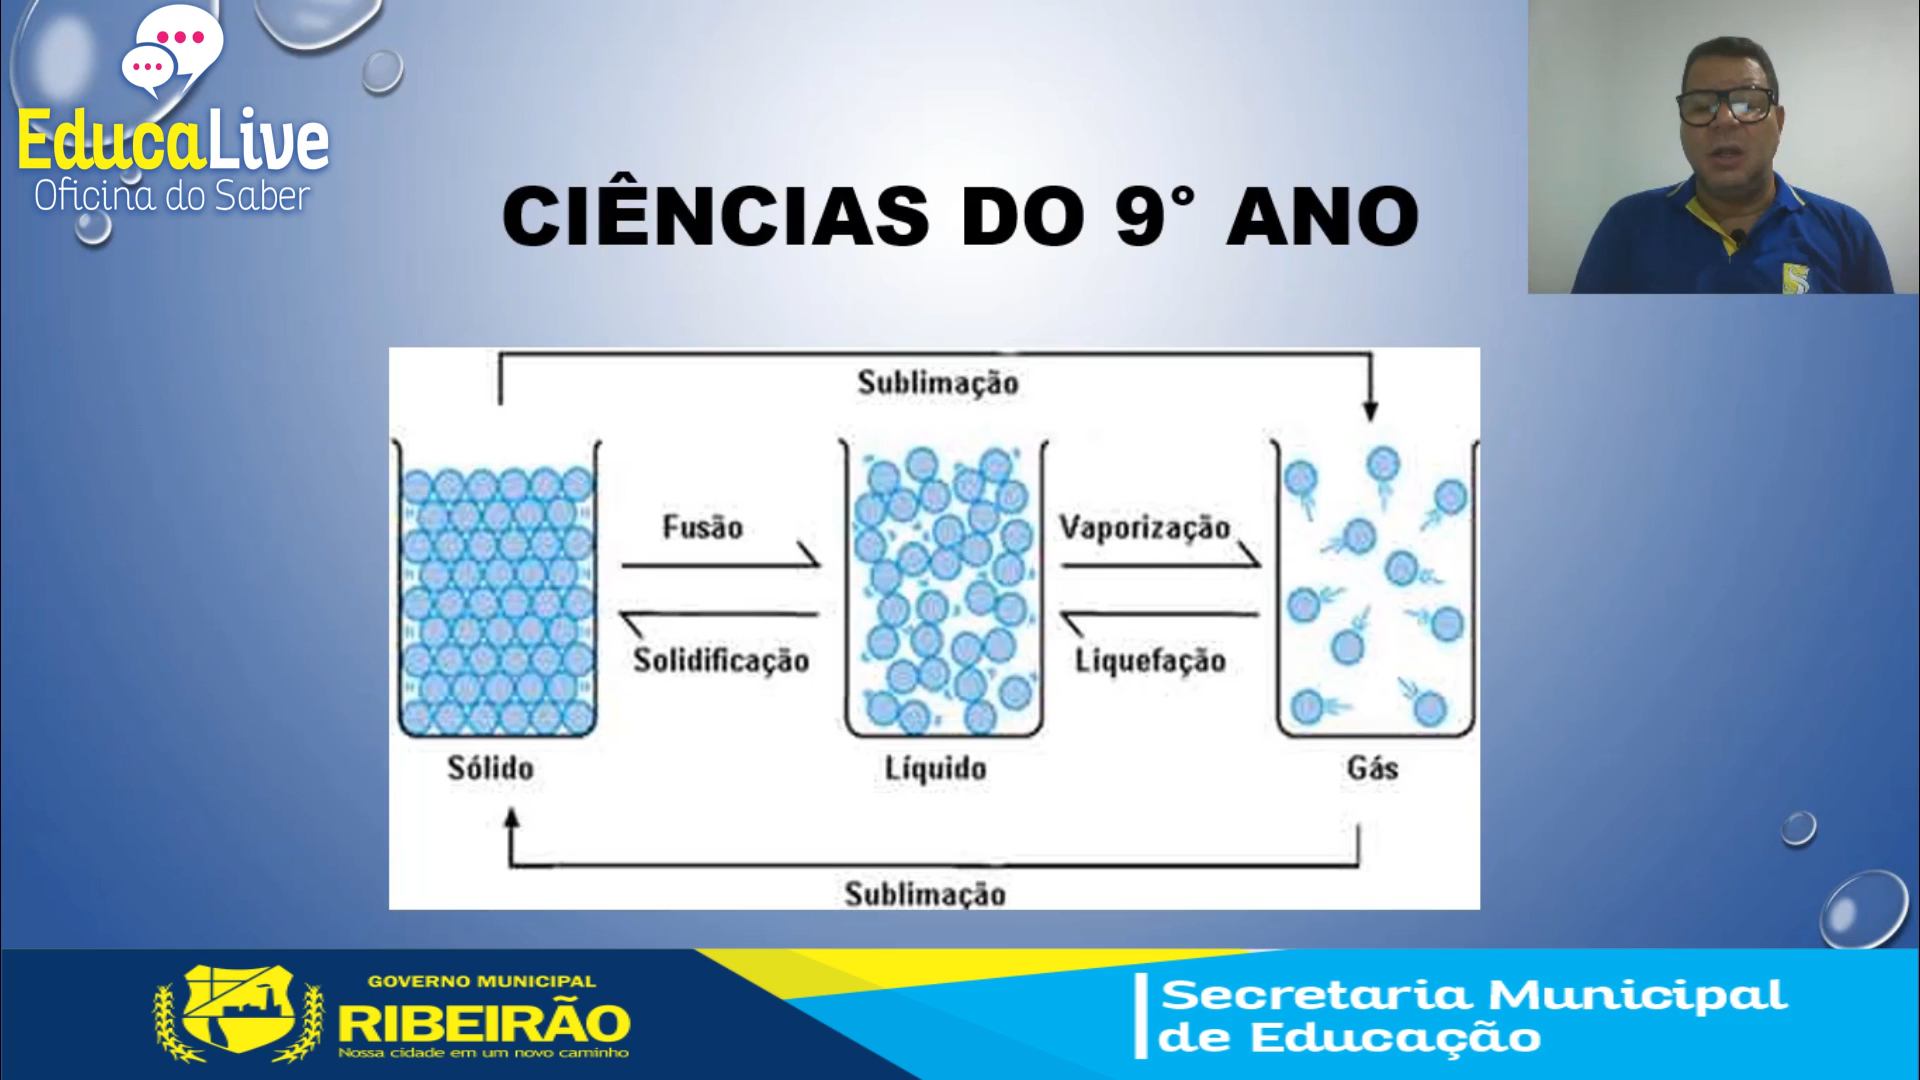 EducaLive
Oficina do Saber
CIÊNCIAS DO 9° ANO
Sublimação
Fusão
Vaporização
Solidificação
Liquefação
Sólido
Líquido
Gás
Sublimação
GOVERNO MUNICIPAL
RIBEIRÃO
Nossa cidade em um novo caminho
Secretaria Municipal
de Educação